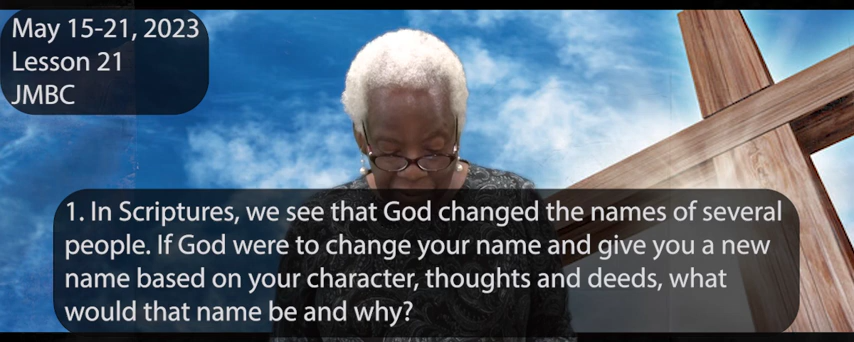 May 15-21, 2023
Lesson 21
JMBC
1. In Scriptures, we see that God changed the names of several
people. If God were to change your name and give you a new
name based on your character, thoughts and deeds, what
would that name be and why?